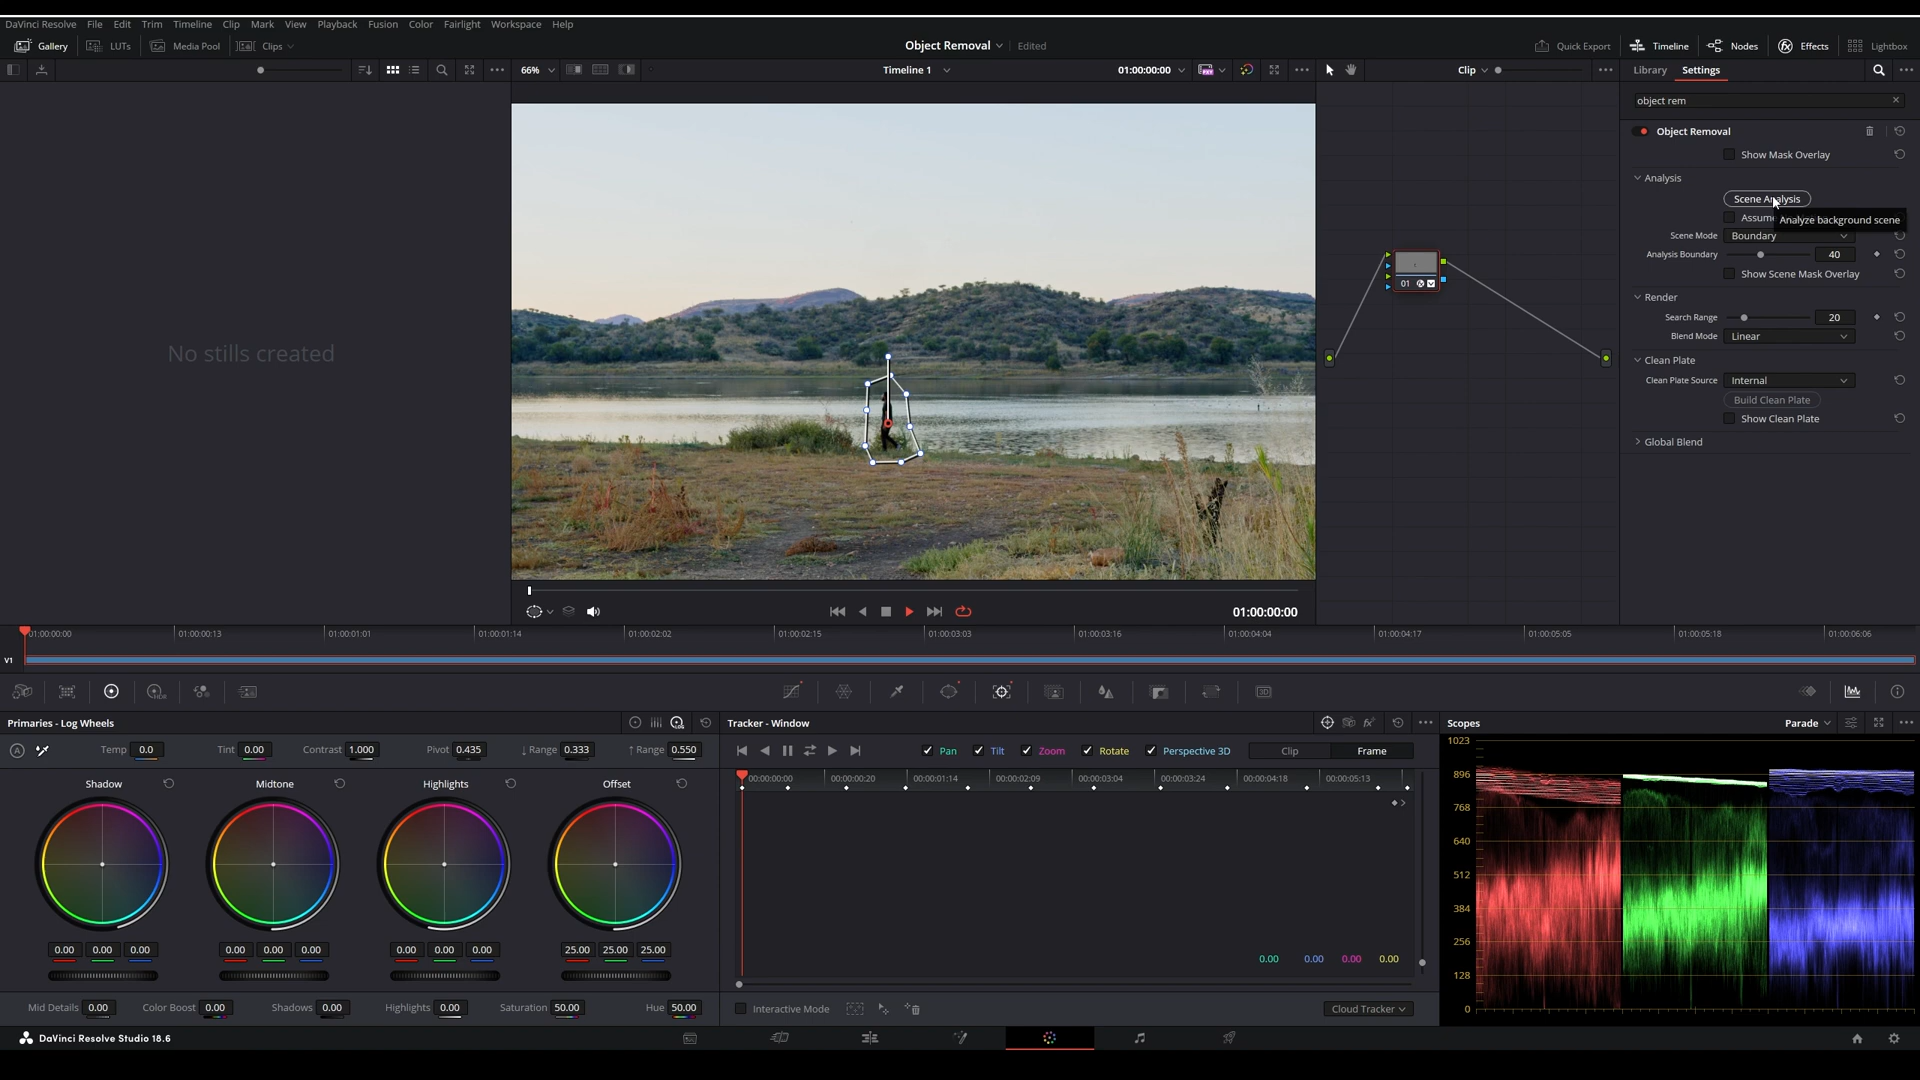 DaVinci Resolve File Edit Trim Timeline Clip Mark View Playback Fusion Color Fairlight Workspace Help
Gallery LUTs Media Pool Clips Object Removal Edited Quick Export Timeline Nodes Effects Lightbox
66% Timeline 1 01:00:00:00 Clip Library Settings
object rem
Object Removal
Show Mask Overlay
Analysis
Scene Analysis
Assume
Analyze background scene
Scene Mode Boundary
Analysis Boundary 40
Show Scene Mask Overlay
Render
Search Range 20
Blend Mode Linear
Clean Plate
Clean Plate Source Internal
Build Clean Plate
Show Clean Plate
Global Blend
No stills created
01
01:00:00:00
01:00:00:00 01:00:00:13 01:00:01:01 01:00:01:14 01:00:02:02 01:00:02:15 01:00:03:03 01:00:03:16 01:00:04:04 01:00:04:17 01:00:05:05 01:00:05:18 01:00:06:06
V1
HDR 3D
Primaries - Log Wheels
Temp 0.0 Tint 0.00 Contrast 1.000 Pivot 0.435 ↓ Range 0.333 ↑ Range 0.550
Shadow Midtone Highlights Offset
0.00 0.00 0.00 0.00 0.00 0.00 0.00 0.00 0.00 25.00 25.00 25.00
Mid Details 0.00 Color Boost 0.00 Shadows 0.00 Highlights 0.00 Saturation 50.00 Hue 50.00
Tracker - Window
Pan Tilt Zoom Rotate Perspective 3D Clip Frame
00:00:00:00 00:00:00:20 00:00:01:14 00:00:02:09 00:00:03:04 00:00:03:24 00:00:04:18 00:00:05:13
0.00 0.00 0.00 0.00
Interactive Mode Cloud Tracker
Scopes Parade
1023
896
768
640
512
384
256
128
0
DaVinci Resolve Studio 18.6